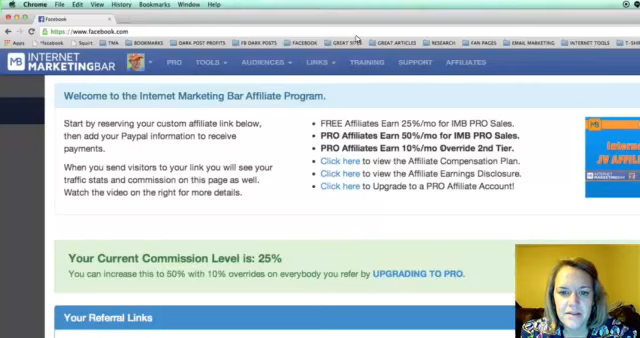 Chrome File Edit View History Bookmarks Window Help
Facebook
https://www.facebook.com
Apps facebook Squirt TMA BOOKMARKS DARK POST PROFITS FB DARK POSTS FACEBOOK GREAT SITES GREAT ARTICLES RESEARCH FAN PAGES EMAIL MARKETING INTERNET TOOLS T-SHIR
MB INTERNET MARKETINGBAR PRO TOOLS AUDIENCES LINKS TRAINING SUPPORT AFFILIATES
Welcome to the Internet Marketing Bar Affiliate Program.
Start by reserving your custom affiliate link below,
then add your Paypal information to receive
payments.
When you send visitors to your link you will see
your traffic stats and commission on this page as well.
Watch the video on the right for more details.
FREE Affiliates Earn 25%/mo for IMB PRO Sales.
PRO Affiliates Earn 50%/mo for IMB PRO Sales.
PRO Affiliates Earn 10%/mo Override 2nd Tier.
Click here to view the Affiliate Compensation Plan.
Click here to view the Affiliate Earnings Disclosure.
Click here to Upgrade to a PRO Affiliate Account!
MB
Intern
JV AFFIL
Your Current Commission Level is: 25%
You can increase this to 50% with 10% overrides on everybody you refer by UPGRADING TO PRO.
Your Referral Links